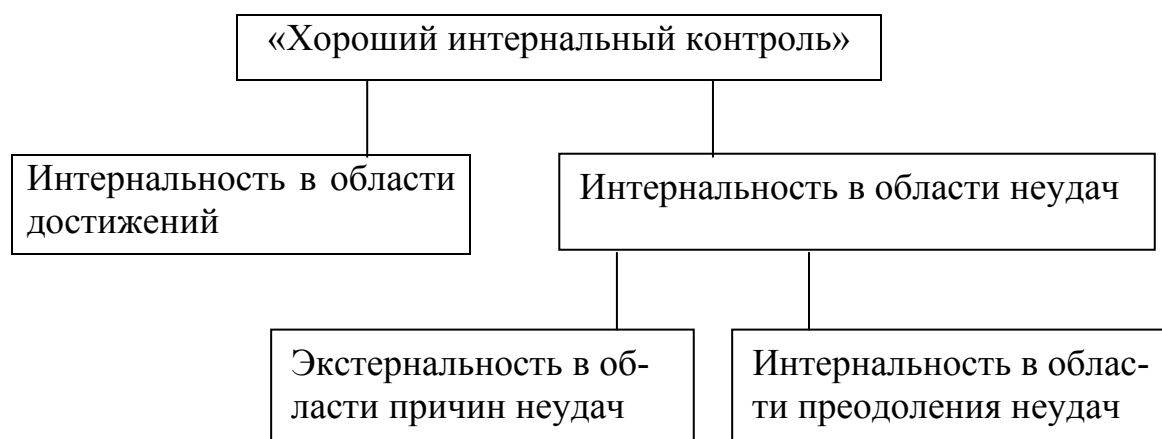 «Хороший интернальный контроль»
Интернальность в области
достижений
Интернальность в области неудач
Экстернальность в об-
ласти причин неудач
Интернальность в облас-
ти преодоления неудач